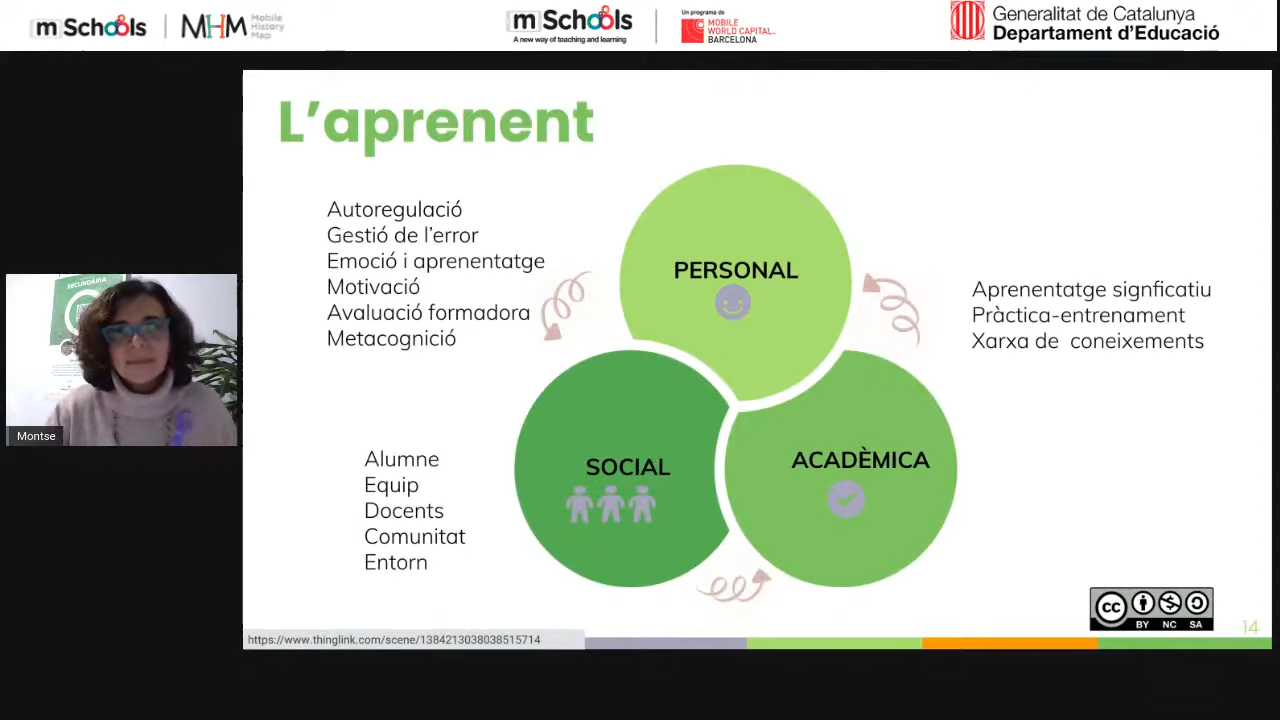 mSchools
MHM
Mobile
History
Map
mSchools
A new way of teaching and learning
Un programa de
MOBILE
WORLD CAPITAL
BARCELONA
Generalitat de Catalunya
Departament d'Educació
L'aprenent
Autoregulació
Gestió de l'error
Emoció i aprenentatge
Motivació
Avaluació formadora
Metacognició
PERSONAL
Aprenentatge signficatiu
Pràctica-entrenament
Xarxa de coneixements
SECUNDÀRIA
Montse
Alumne
Equip
Docents
Comunitat
Entorn
SOCIAL
ACADÈMICA
cc
BY NC SA
14
https://www.thinglink.com/scene/1384213038038515714